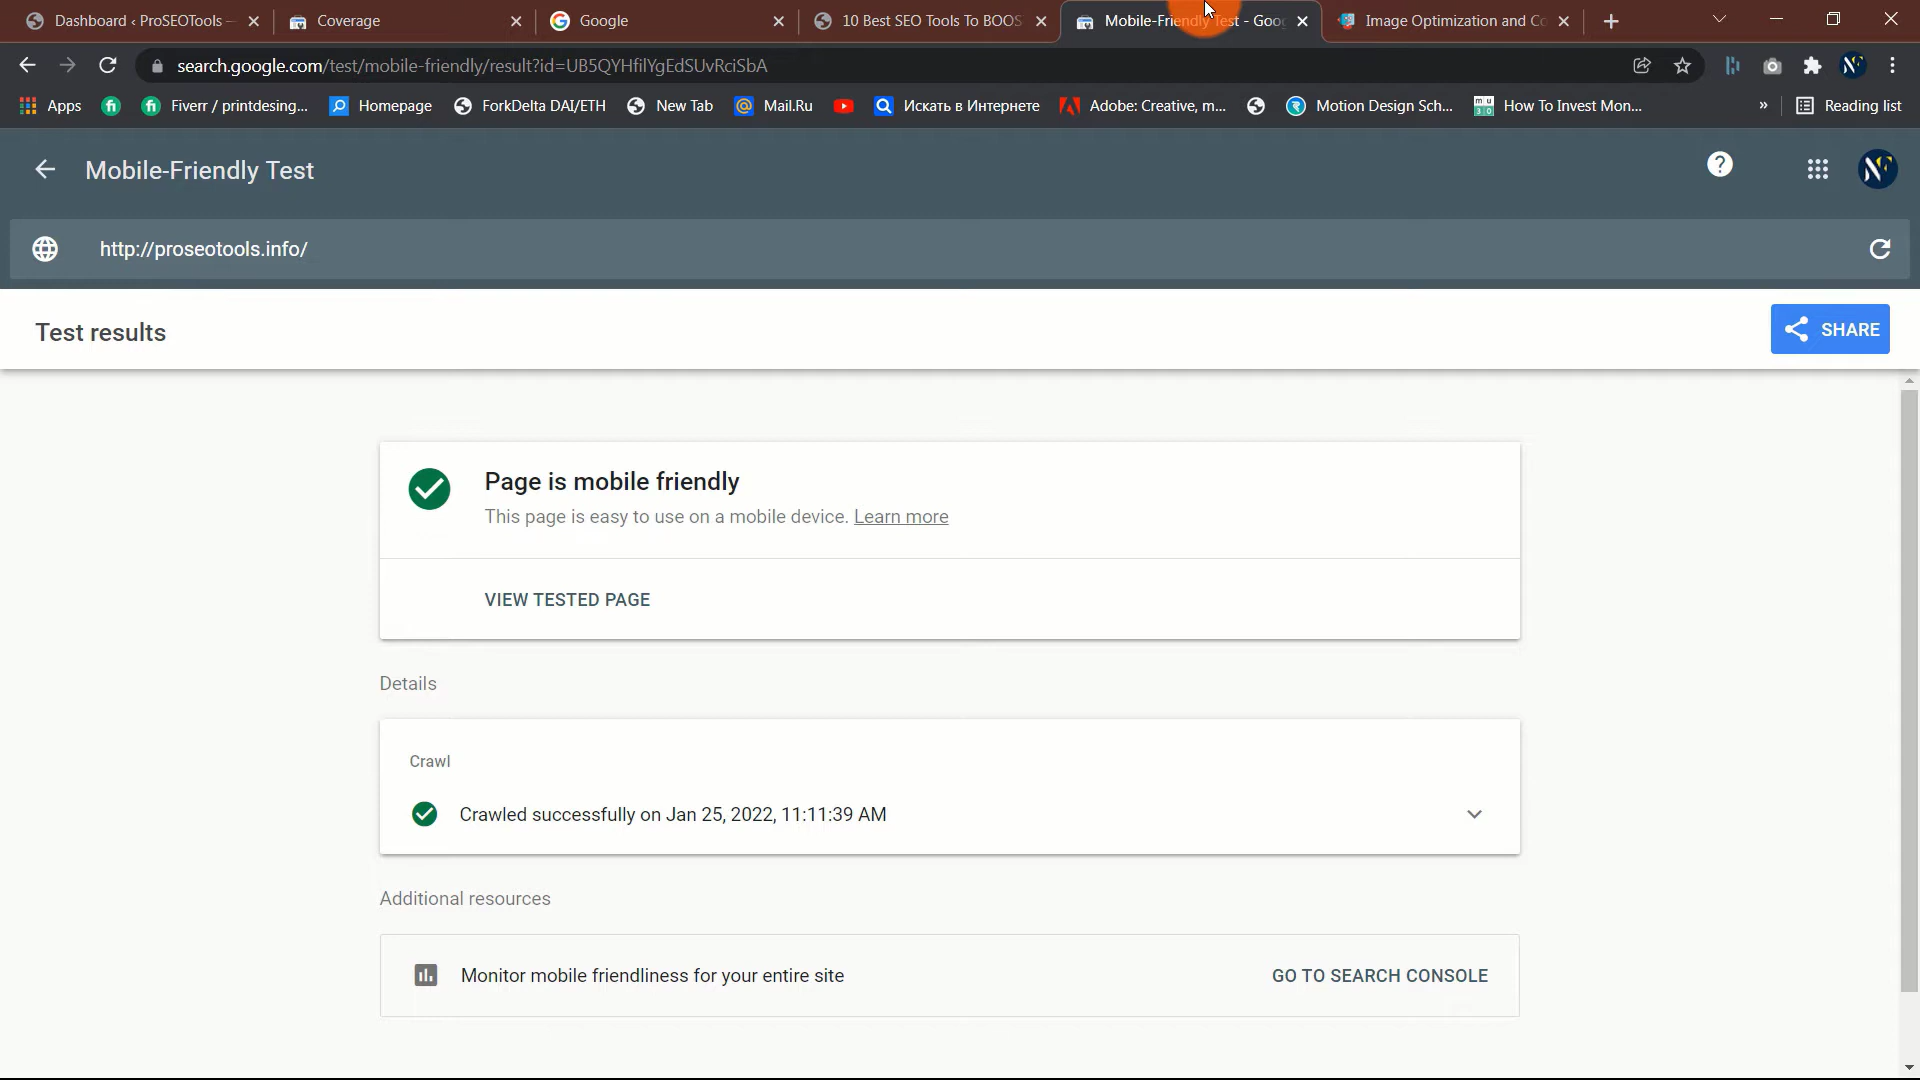 Dashboard ‹ ProSEOTools —
Coverage
Google
10 Best SEO Tools To BOOS
Mobile-Friendly Test - Goo
Image Optimization and Co
search.google.com/test/mobile-friendly/result?id=UB5QYHfilYgEdSUvRciSbA
Apps
Fiverr / printdesing...
Homepage
ForkDelta DAI/ETH
New Tab
Mail.Ru
Искать в Интернете
Adobe: Creative, m...
Motion Design Sch...
How To Invest Mon...
»
Reading list
Mobile-Friendly Test
http://proseotools.info/
Test results
SHARE
Page is mobile friendly
This page is easy to use on a mobile device. Learn more
VIEW TESTED PAGE
Details
Crawl
Crawled successfully on Jan 25, 2022, 11:11:39 AM
Additional resources
Monitor mobile friendliness for your entire site
GO TO SEARCH CONSOLE